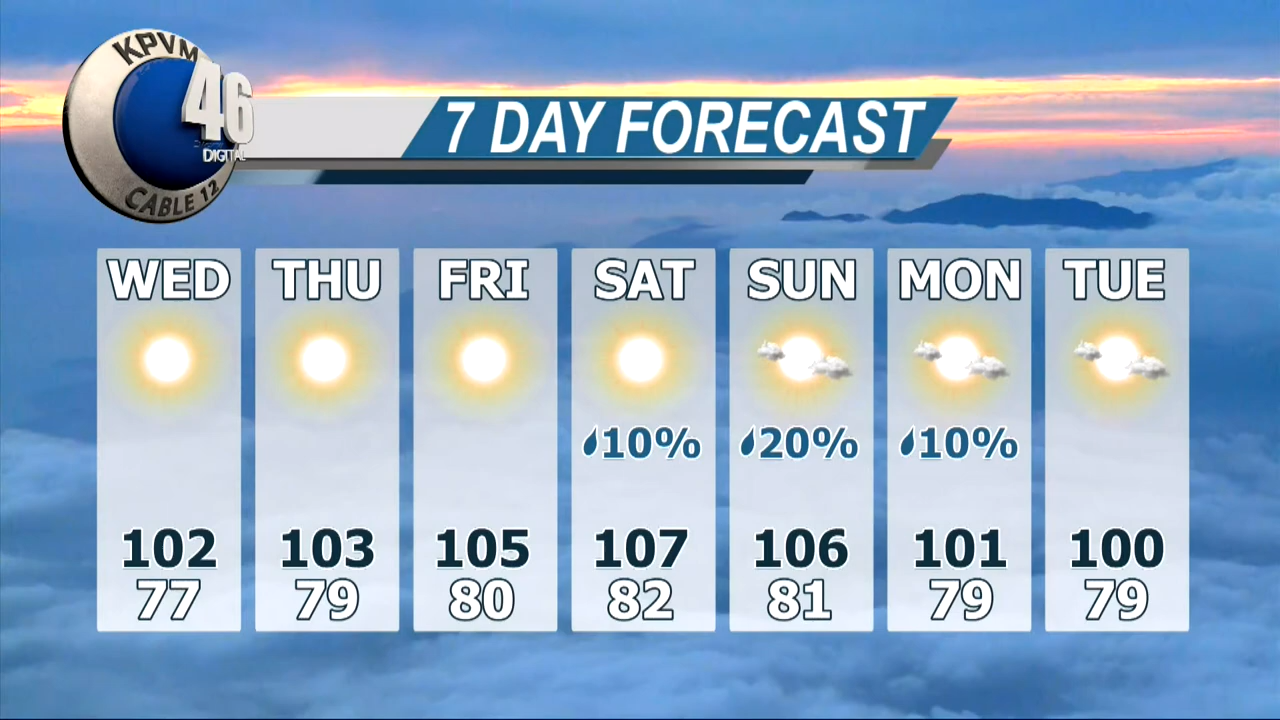 KPVM
46
DIGITAL
CABLE 12
7 DAY FORECAST
WED THU FRI SAT SUN MON TUE
10% 20% 10%
102 103 105 107 106 101 100
77 79 80 82 81 79 79